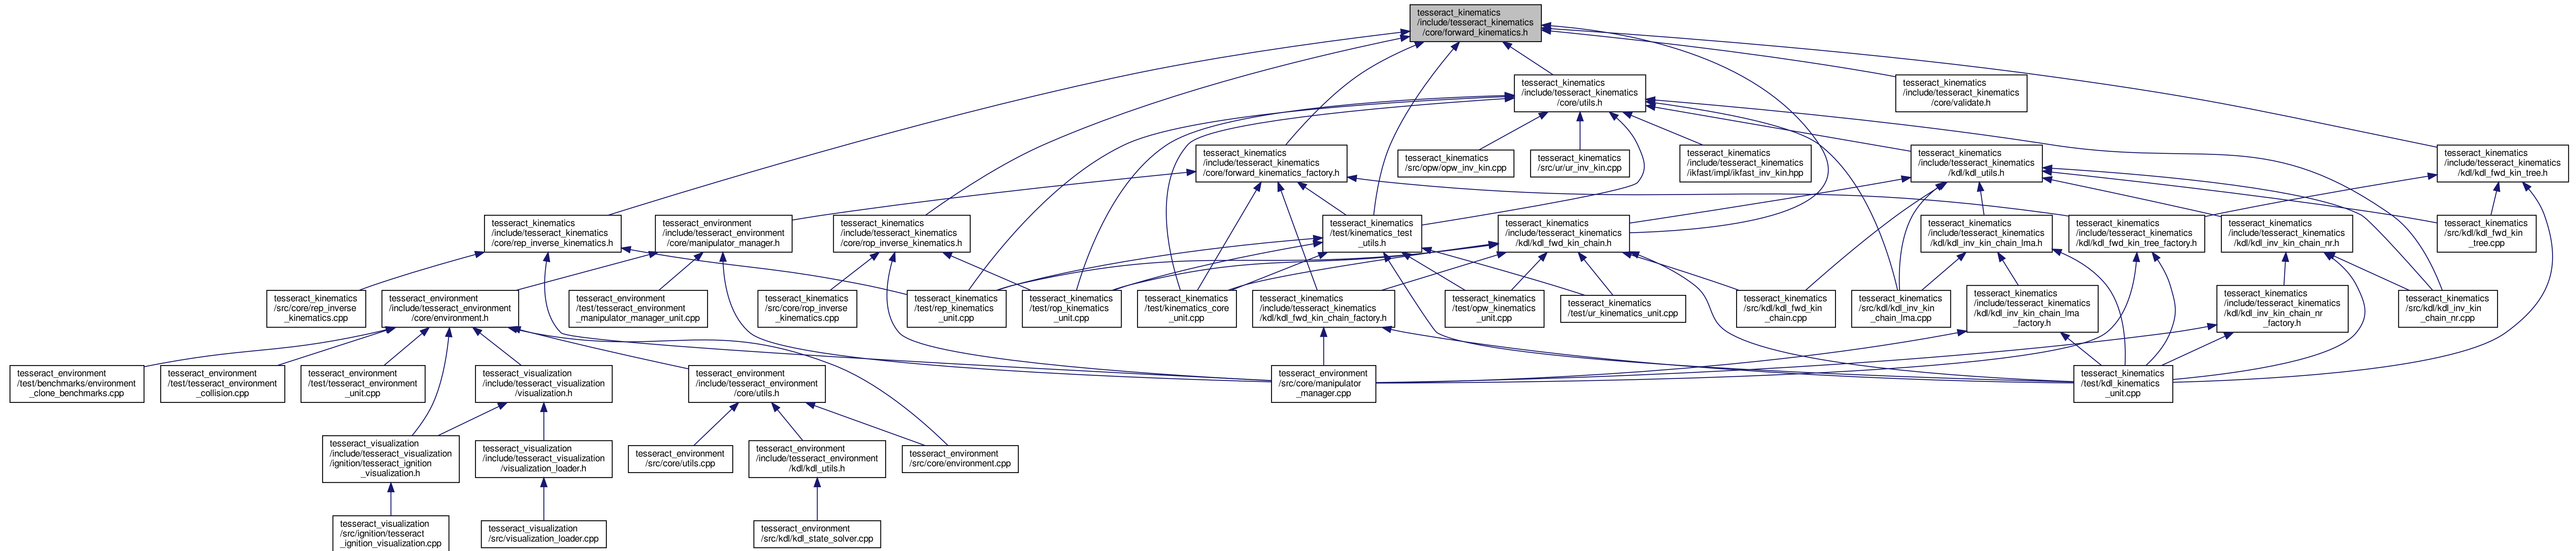 tesseract_kinematics
/include/tesseract_kinematics
/core/forward_kinematics.h
tesseract_kinematics
/include/tesseract_kinematics
/core/utils.h
tesseract_kinematics
/include/tesseract_kinematics
/core/validate.h
tesseract_kinematics
/include/tesseract_kinematics
/core/forward_kinematics_factory.h
tesseract_kinematics
/src/opw/opw_inv_kin.cpp
tesseract_kinematics
/src/ur/ur_inv_kin.cpp
tesseract_kinematics
/include/tesseract_kinematics
/ikfast/impl/ikfast_inv_kin.hpp
tesseract_kinematics
/include/tesseract_kinematics
/kdl/kdl_utils.h
tesseract_kinematics
/include/tesseract_kinematics
/kdl/kdl_fwd_kin_tree.h
tesseract_kinematics
/include/tesseract_kinematics
/core/rep_inverse_kinematics.h
tesseract_environment
/include/tesseract_environment
/core/manipulator_manager.h
tesseract_kinematics
/include/tesseract_kinematics
/core/rop_inverse_kinematics.h
tesseract_kinematics
/test/kinematics_test
_utils.h
tesseract_kinematics
/include/tesseract_kinematics
/kdl/kdl_fwd_kin_chain.h
tesseract_kinematics
/include/tesseract_kinematics
/kdl/kdl_inv_kin_chain_lma.h
tesseract_kinematics
/include/tesseract_kinematics
/kdl/kdl_fwd_kin_tree_factory.h
tesseract_kinematics
/include/tesseract_kinematics
/kdl/kdl_inv_kin_chain_nr.h
tesseract_kinematics
/src/kdl/kdl_fwd_kin
_tree.cpp
tesseract_kinematics
/src/core/rep_inverse
_kinematics.cpp
tesseract_environment
/include/tesseract_environment
/core/environment.h
tesseract_environment
/test/tesseract_environment
_manipulator_manager_unit.cpp
tesseract_kinematics
/src/core/rop_inverse
_kinematics.cpp
tesseract_kinematics
/test/rep_kinematics
_unit.cpp
tesseract_kinematics
/test/rop_kinematics
_unit.cpp
tesseract_kinematics
/test/kinematics_core
_unit.cpp
tesseract_kinematics
/include/tesseract_kinematics
/kdl/kdl_fwd_kin_chain_factory.h
tesseract_kinematics
/test/opw_kinematics
_unit.cpp
tesseract_kinematics
/test/ur_kinematics_unit.cpp
tesseract_kinematics
/src/kdl/kdl_fwd_kin
_chain.cpp
tesseract_kinematics
/src/kdl/kdl_inv_kin
_chain_lma.cpp
tesseract_kinematics
/include/tesseract_kinematics
/kdl/kdl_inv_kin_chain_lma
_factory.h
tesseract_kinematics
/include/tesseract_kinematics
/kdl/kdl_inv_kin_chain_nr
_factory.h
tesseract_kinematics
/src/kdl/kdl_inv_kin
_chain_nr.cpp
tesseract_environment
/test/benchmarks/environment
_clone_benchmarks.cpp
tesseract_environment
/test/tesseract_environment
_collision.cpp
tesseract_environment
/test/tesseract_environment
_unit.cpp
tesseract_visualization
/include/tesseract_visualization
/visualization.h
tesseract_environment
/include/tesseract_environment
/core/utils.h
tesseract_environment
/src/core/manipulator
_manager.cpp
tesseract_kinematics
/test/kdl_kinematics
_unit.cpp
tesseract_visualization
/include/tesseract_visualization
/ignition/tesseract_ignition
_visualization.h
tesseract_visualization
/include/tesseract_visualization
/visualization_loader.h
tesseract_environment
/src/core/utils.cpp
tesseract_environment
/include/tesseract_environment
/kdl/kdl_utils.h
tesseract_environment
/src/core/environment.cpp
tesseract_visualization
/src/ignition/tesseract
_ignition_visualization.cpp
tesseract_visualization
/src/visualization_loader.cpp
tesseract_environment
/src/kdl/kdl_state_solver.cpp